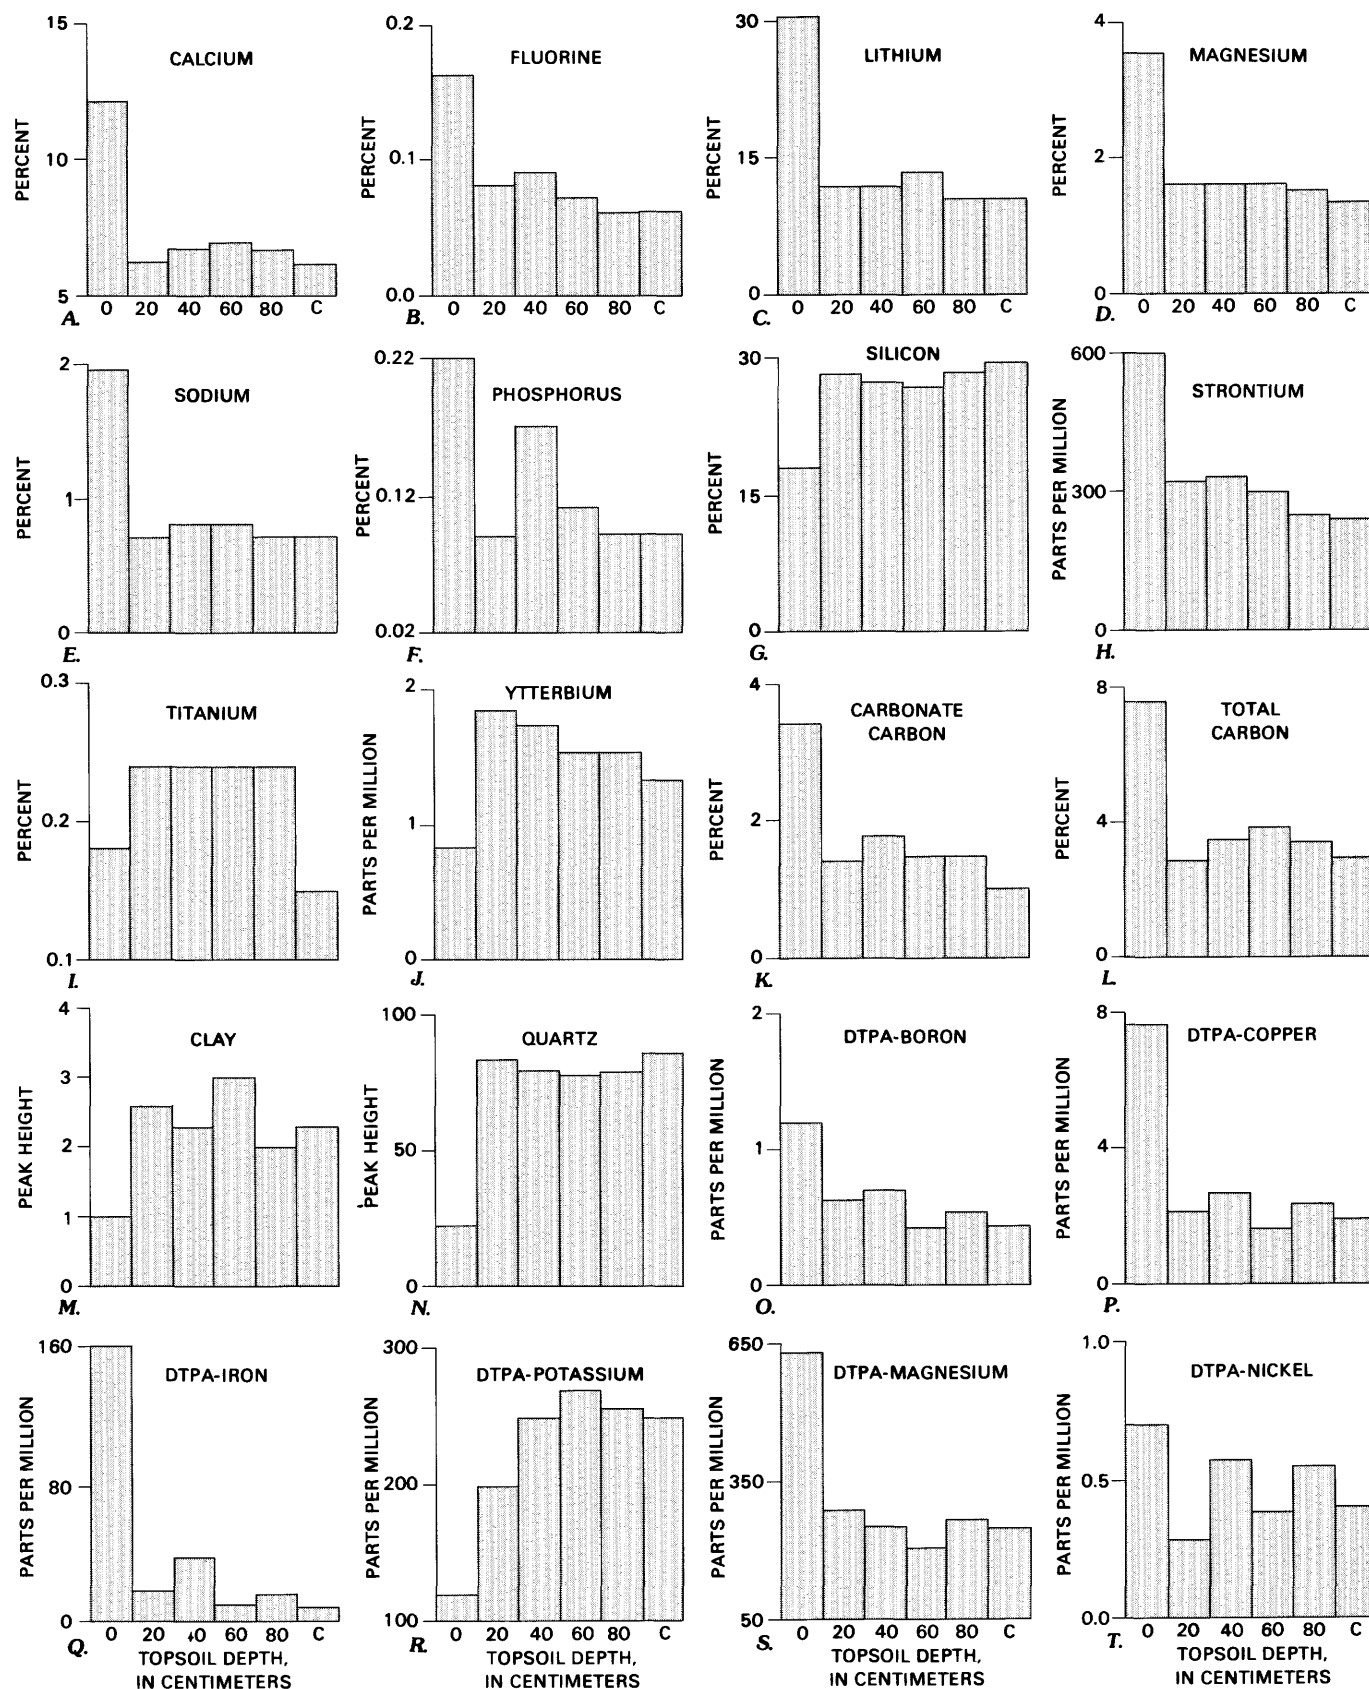 CALCIUM
PERCENT
15
10
5
0 20 40 60 80 C
A.
FLUORINE
PERCENT
0.2
0.1
0.0
0 20 40 60 80 C
B.
LITHIUM
PERCENT
30
15
0
0 20 40 60 80 C
C.
MAGNESIUM
PERCENT
4
2
0
0 20 40 60 80 C
D.
SODIUM
PERCENT
2
1
0
E.
PHOSPHORUS
PERCENT
0.22
0.12
0.02
F.
SILICON
PERCENT
30
15
0
G.
STRONTIUM
PARTS PER MILLION
600
300
0
H.
TITANIUM
PERCENT
0.3
0.2
0.1
I.
YTTERBIUM
PARTS PER MILLION
2
1
0
J.
CARBONATE
CARBON
PERCENT
4
2
0
K.
TOTAL
CARBON
PERCENT
8
4
0
L.
CLAY
PEAK HEIGHT
4
3
2
1
0
M.
QUARTZ
PEAK HEIGHT
100
50
0
N.
DTPA-BORON
PARTS PER MILLION
2
1
0
O.
DTPA-COPPER
PARTS PER MILLION
8
4
0
P.
DTPA-IRON
PARTS PER MILLION
160
80
0
0 20 40 60 80 C
Q.
TOPSOIL DEPTH,
IN CENTIMETERS
DTPA-POTASSIUM
PARTS PER MILLION
300
200
100
0 20 40 60 80 C
R.
TOPSOIL DEPTH,
IN CENTIMETERS
DTPA-MAGNESIUM
PARTS PER MILLION
650
350
50
0 20 40 60 80 C
S.
TOPSOIL DEPTH,
IN CENTIMETERS
DTPA-NICKEL
PARTS PER MILLION
1.0
0.5
0.0
0 20 40 60 80 C
T.
TOPSOIL DEPTH,
IN CENTIMETERS